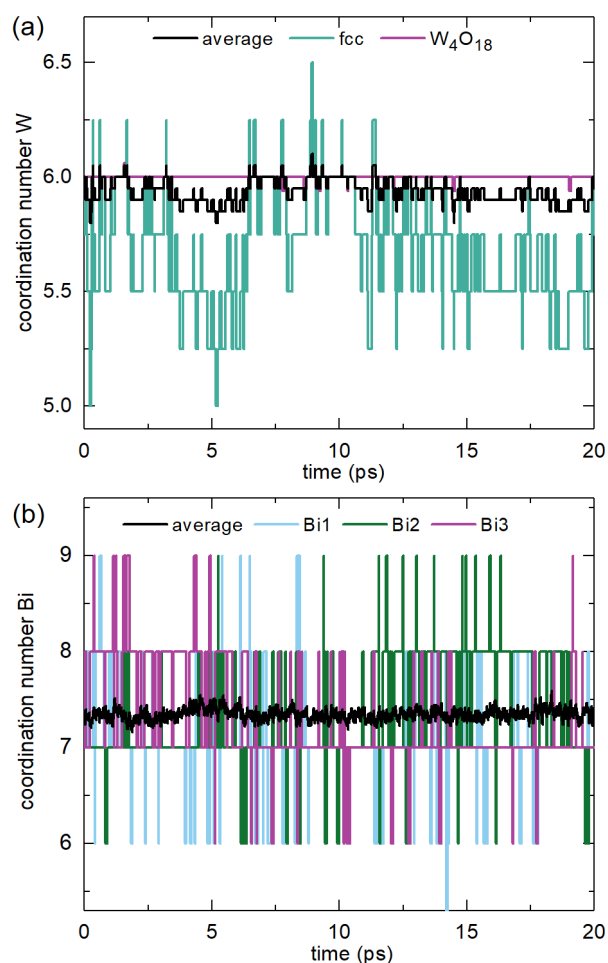 (a)
average fcc W₄O₁₈
6.5
6.0
5.5
5.0
coordination number W
0 5 10 15 20
time (ps)
(b)
average Bi1 Bi2 Bi3
9
8
7
6
coordination number Bi
0 5 10 15 20
time (ps)